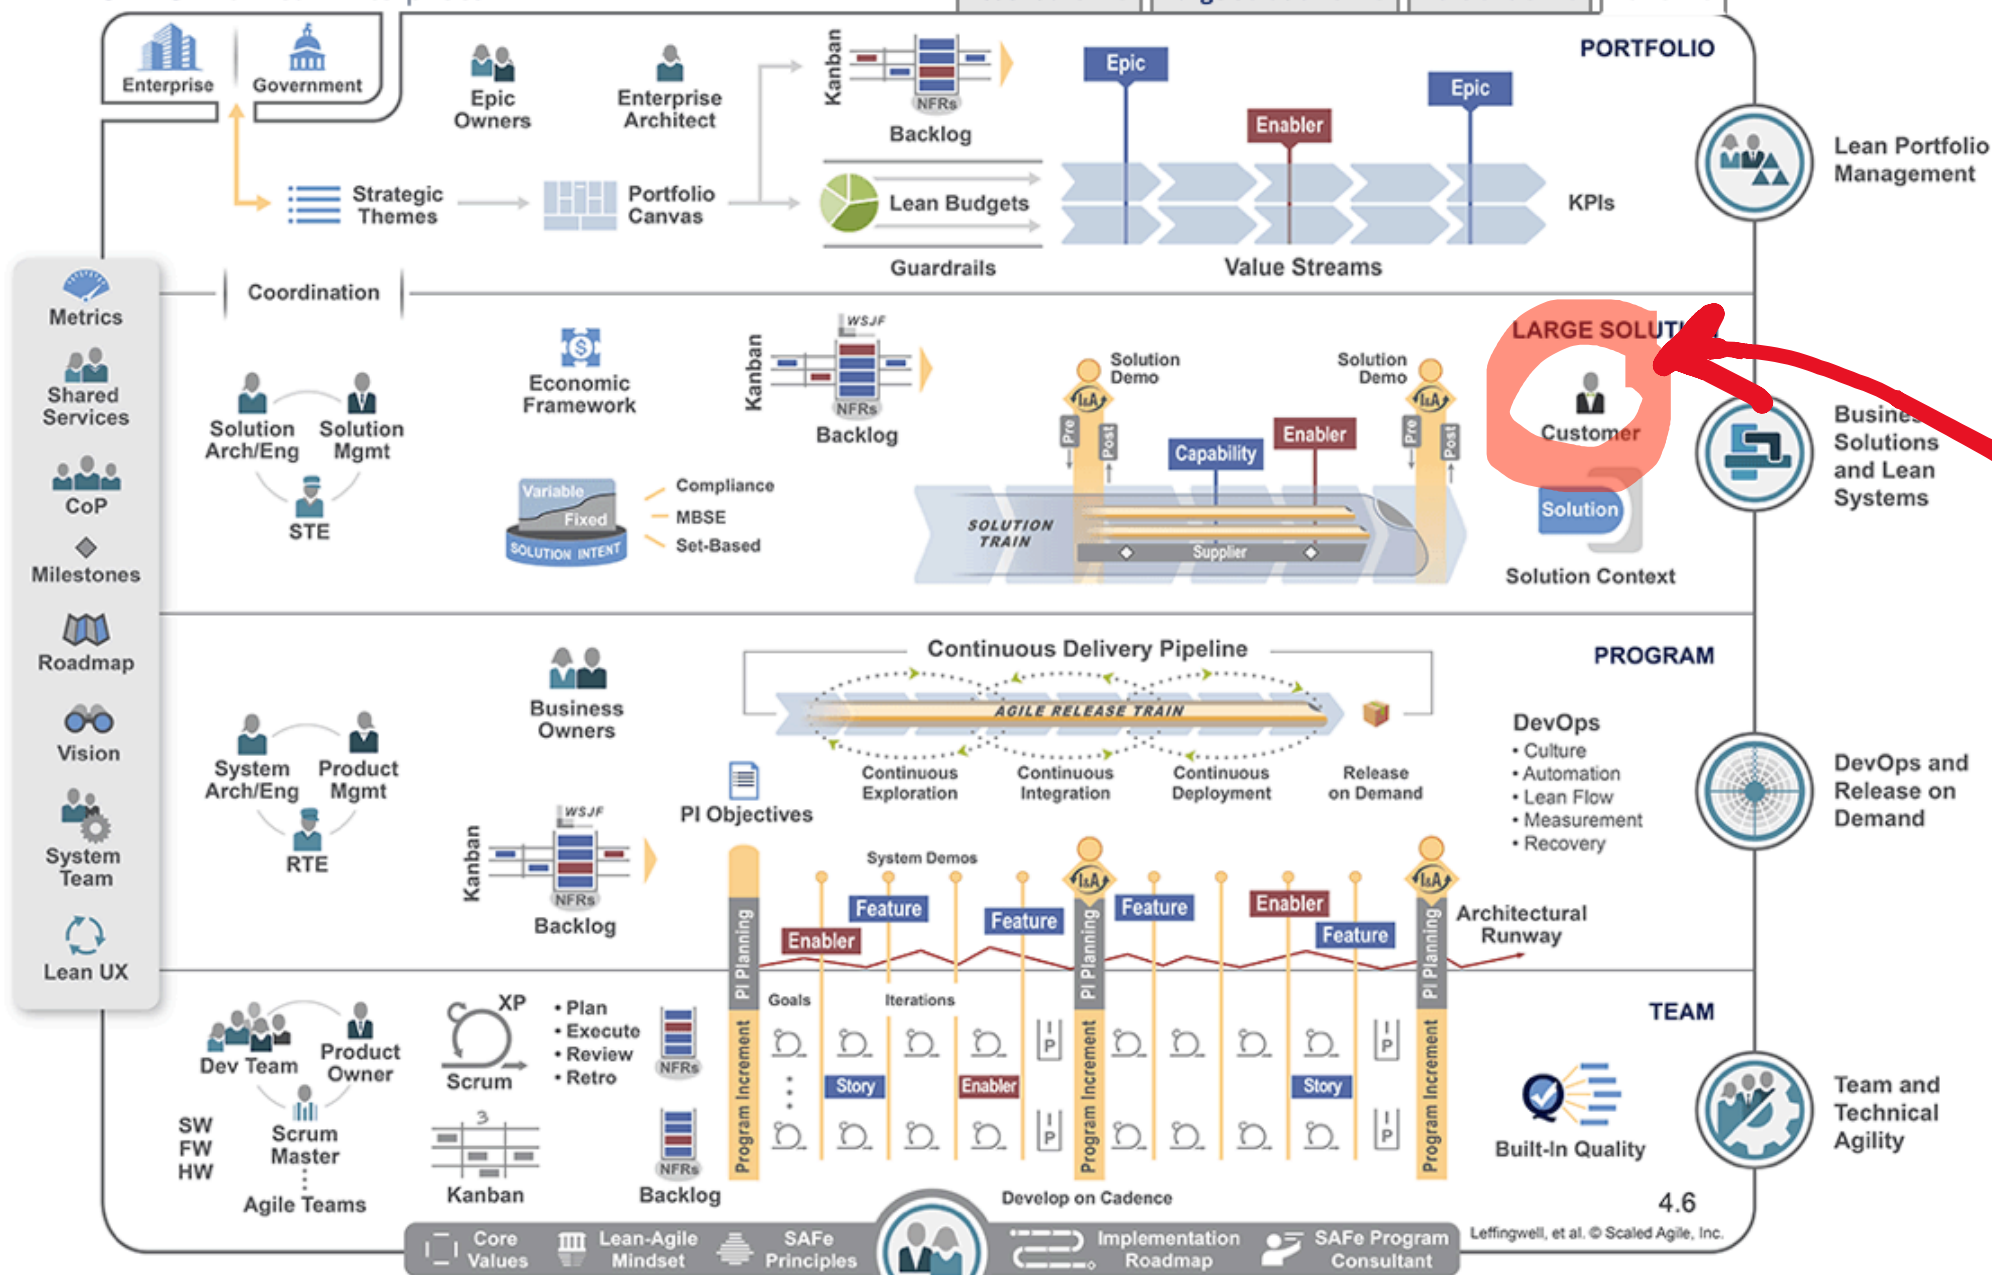 PORTFOLIO
Enterprise
Government
Epic
Owners
Enterprise
Architect
Kanban
NFRs
Backlog
Epic
Enabler
Epic
Lean Portfolio
Management
Strategic
Themes
Portfolio
Canvas
Lean Budgets
Guardrails
Value Streams
KPIs
Coordination
Metrics
Shared
Services
CoP
Milestones
Roadmap
Vision
System
Team
Lean UX
LARGE
Solution
Arch/Eng
Solution
Mgmt
STE
Economic
Framework
Variable
Fixed
SOLUTION INTENT
Compliance
MBSE
Set-Based
Kanban
WSJF
NFRs
Backlog
Solution
Demo
I&A
Pre
Post
Capability
Enabler
Solution
Demo
I&A
Pre
Post
SOLUTION
TRAIN
Supplier
Customer
Solution
Solution Context
Solutions
and Lean
Systems
PROGRAM
System
Arch/Eng
Product
Mgmt
RTE
Business
Owners
Continuous Delivery Pipeline
AGILE RELEASE TRAIN
Continuous
Exploration
Continuous
Integration
Continuous
Deployment
Release
on Demand
DevOps
• Culture
• Automation
• Lean Flow
• Measurement
• Recovery
DevOps and
Release on
Demand
PI Objectives
Kanban
WSJF
NFRs
Backlog
System Demos
Enabler
Feature
Feature
I&A
Feature
Enabler
Feature
I&A
Architectural
Runway
PI Planning
PI Planning
PI Planning
TEAM
Dev Team
Product
Owner
Scrum
Master
SW
FW
HW
Agile Teams
XP
Scrum
• Plan
• Execute
• Review
• Retro
3
Kanban
NFRs
NFRs
Backlog
Program Increment
Goals
Iterations
Story
Enabler
I
P
I
P
Program Increment
Story
I
P
I
P
Program Increment
Develop on Cadence
Built-In Quality
Team and
Technical
Agility
4.6
Leffingwell, et al. © Scaled Agile, Inc.
Core
Values
Lean-Agile
Mindset
SAFe
Principles
Implementation
Roadmap
SAFe Program
Consultant